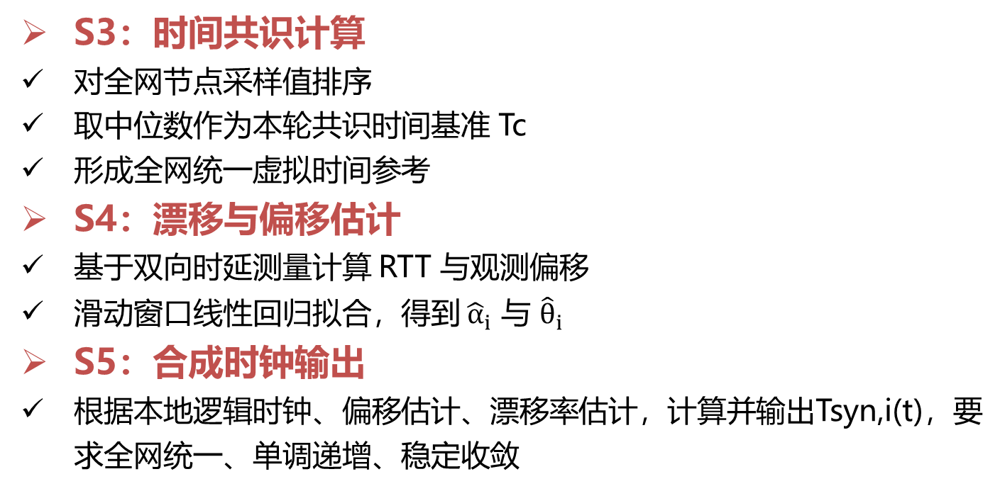 ➢ S3：时间共识计算
✓ 对全网节点采样值排序
✓ 取中位数作为本轮共识时间基准 Tc
✓ 形成全网统一虚拟时间参考
➢ S4：漂移与偏移估计
✓ 基于双向时延测量计算 RTT 与观测偏移
✓ 滑动窗口线性回归拟合，得到 α̂ᵢ 与 θ̂ᵢ
➢ S5：合成时钟输出
✓ 根据本地逻辑时钟、偏移估计、漂移率估计，计算并输出Tsyn,i(t)，要
求全网统一、单调递增、稳定收敛